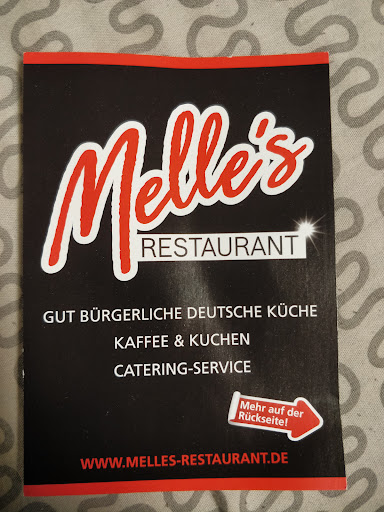 Melle's
RESTAURANT
GUT BÜRGERLICHE DEUTSCHE KÜCHE
KAFFEE & KUCHEN
CATERING-SERVICE
Mehr auf der
Rückseite!
WWW.MELLES-RESTAURANT.DE